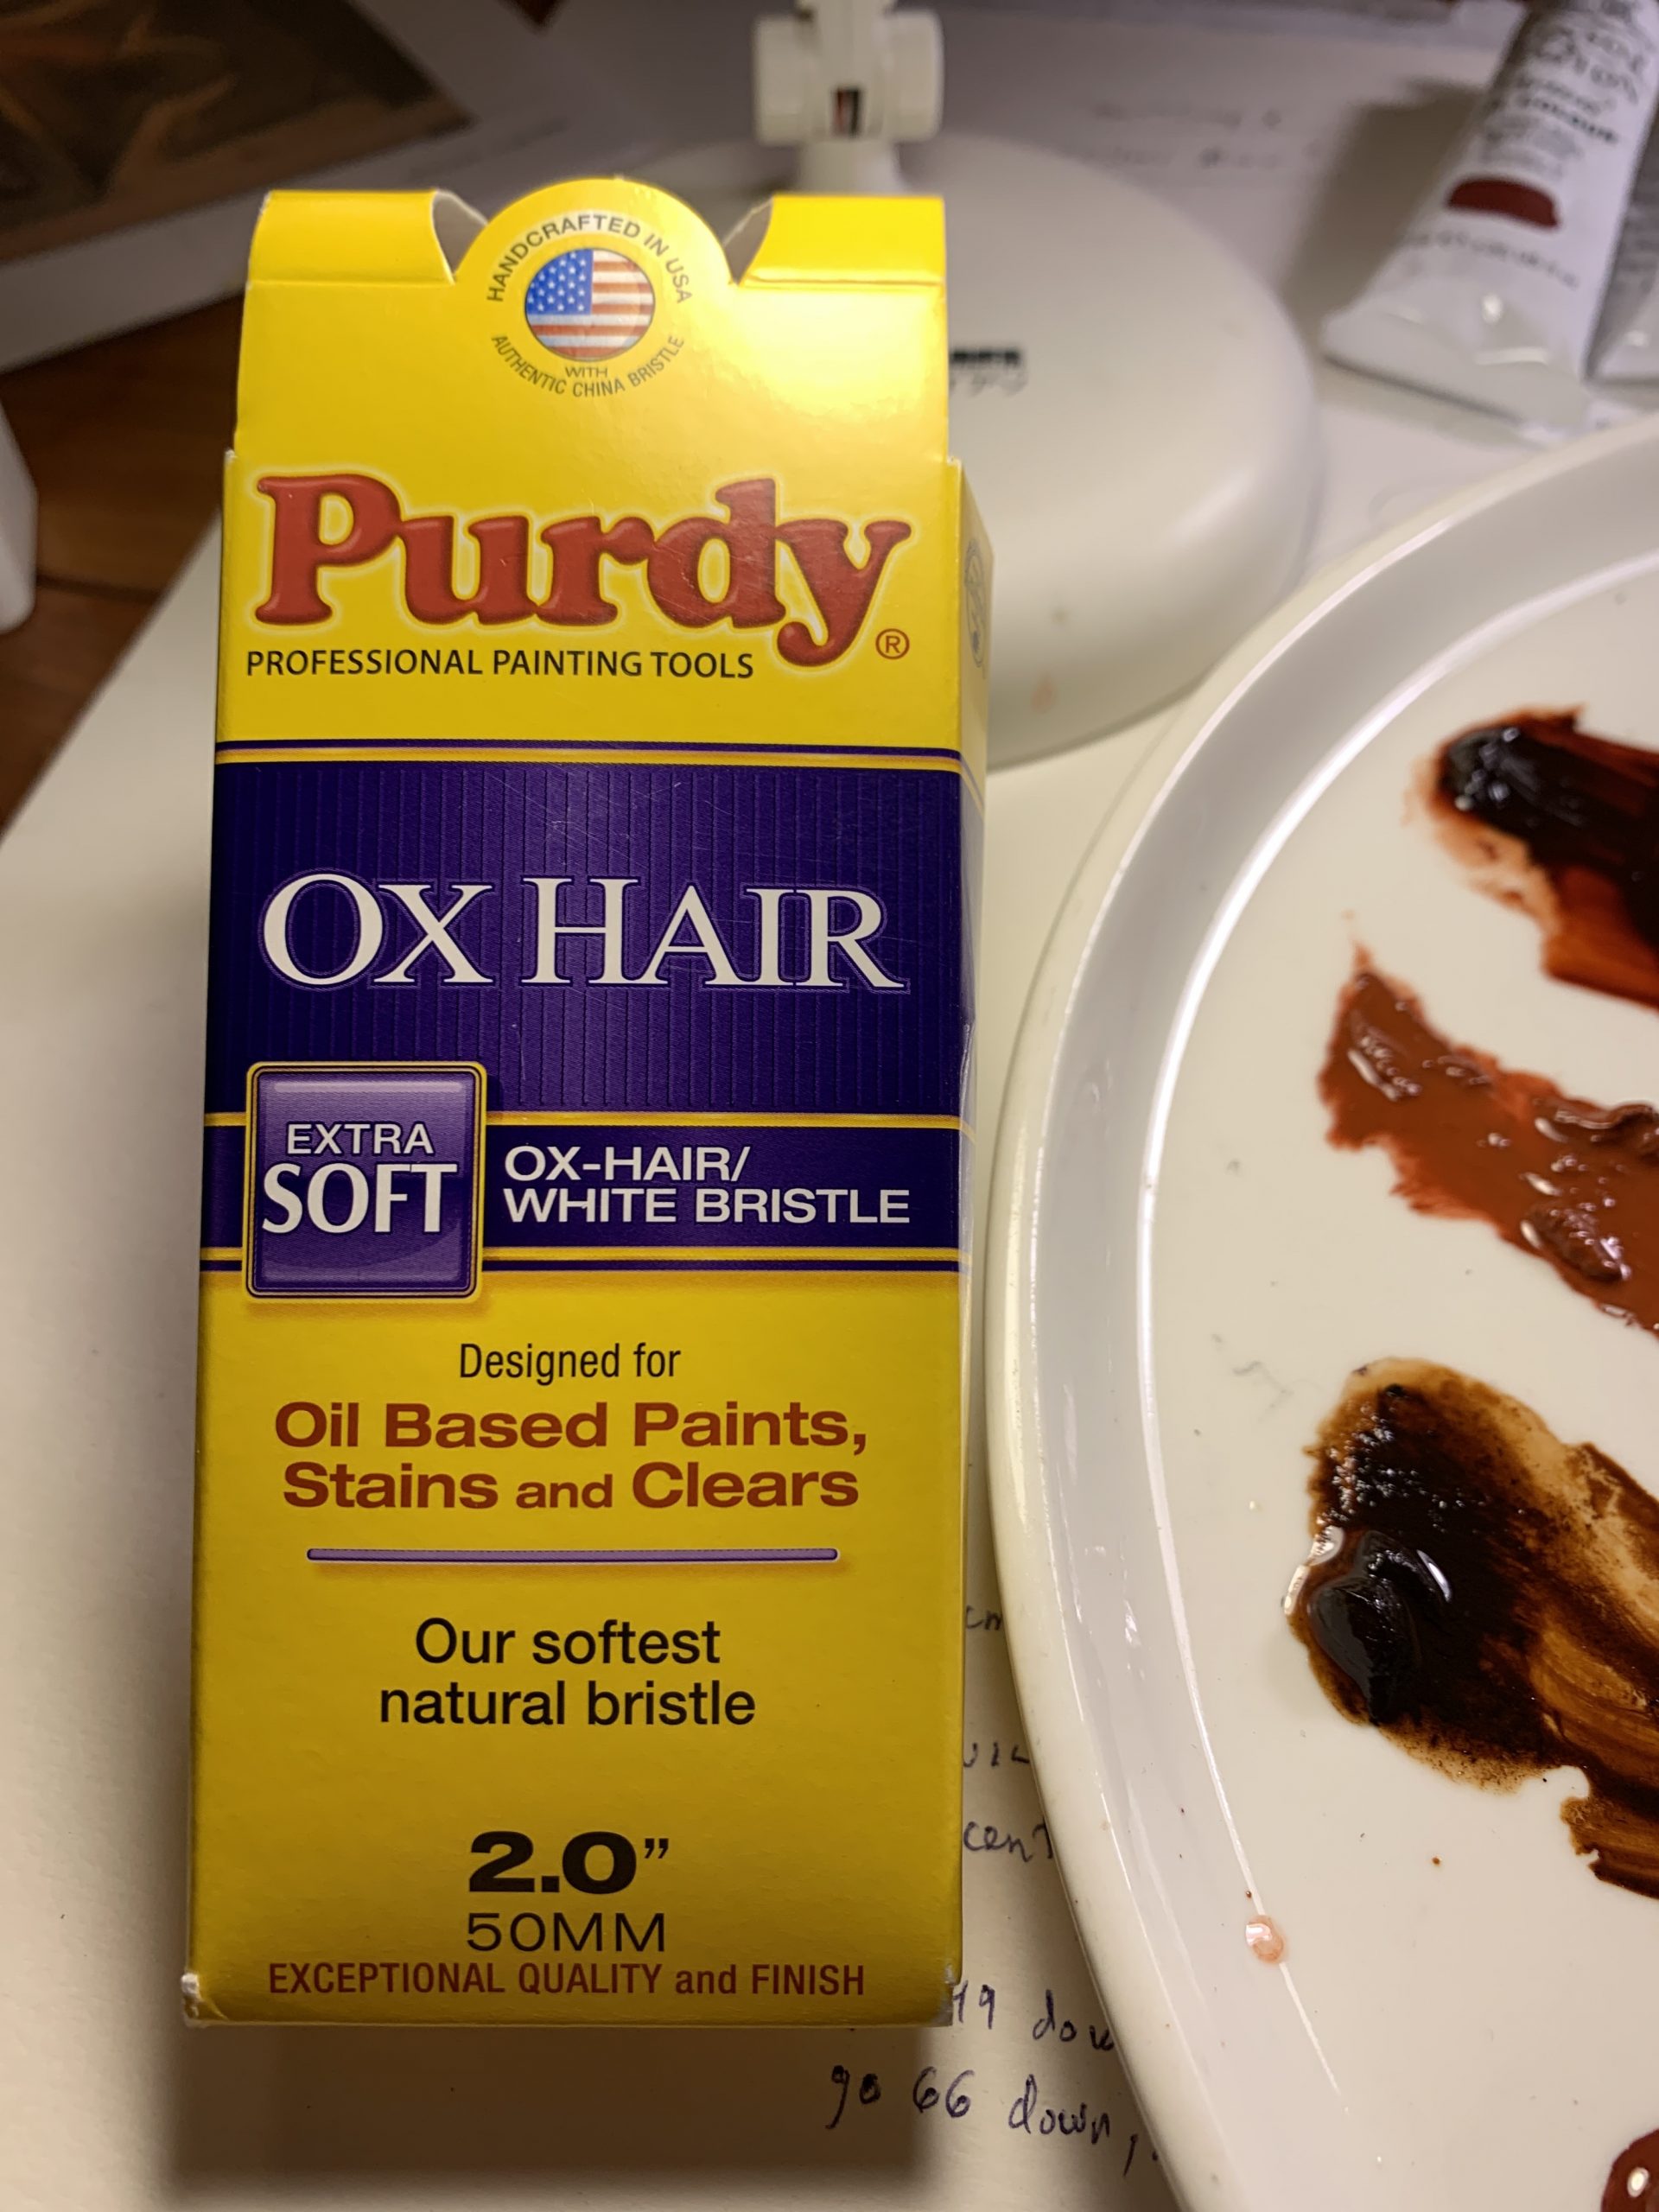 HANDCRAFTED IN USA
WITH
AUTHENTIC CHINA BRISTLE
Purdy®
PROFESSIONAL PAINTING TOOLS
OX HAIR
EXTRA
SOFT
OX-HAIR/
WHITE BRISTLE
Designed for
Oil Based Paints,
Stains and Clears
Our softest
natural bristle
2.0”
50MM
EXCEPTIONAL QUALITY and FINISH
go 66 down,